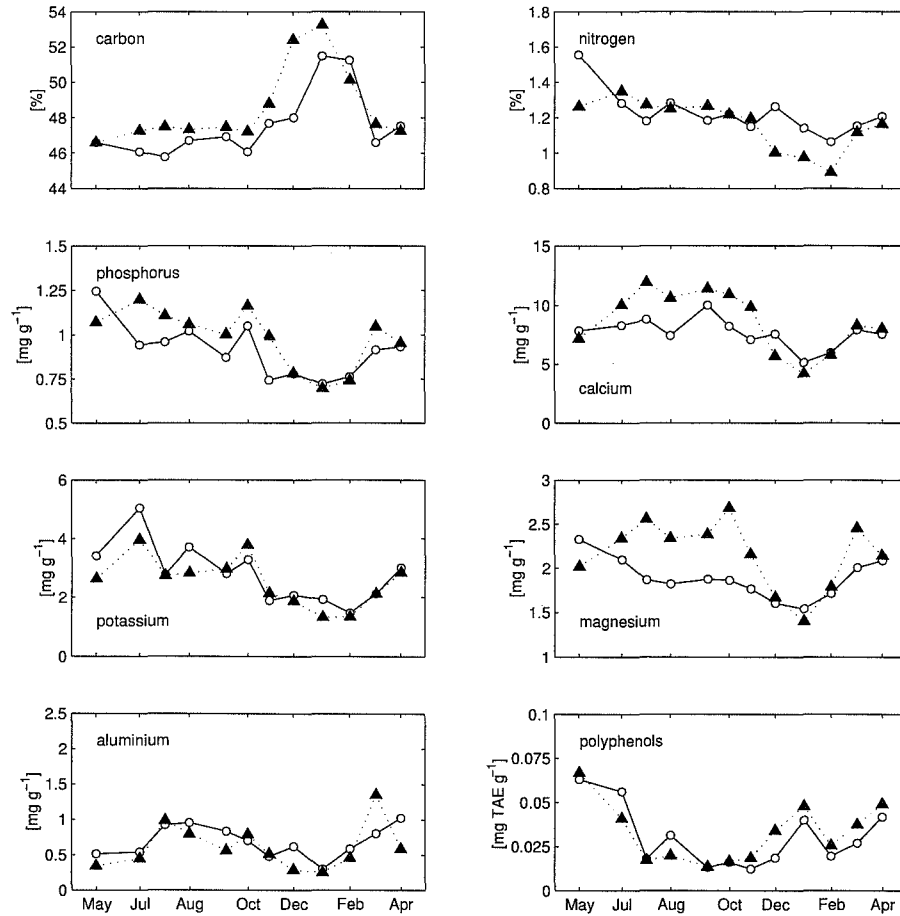 54
52
50
48
46
44
[%]
carbon
1.8
1.6
1.4
1.2
1
0.8
[%]
nitrogen
1.5
1.25
1
0.75
0.5
[mg g⁻¹]
phosphorus
15
10
5
0
[mg g⁻¹]
calcium
6
4
2
0
[mg g⁻¹]
potassium
3
2.5
2
1.5
1
[mg g⁻¹]
magnesium
2.5
2
1.5
1
0.5
0
[mg g⁻¹]
aluminium
May Jul Aug Oct Dec Feb Apr
0.1
0.075
0.05
0.025
0
[mg TAE g⁻¹]
polyphenols
May Jul Aug Oct Dec Feb Apr